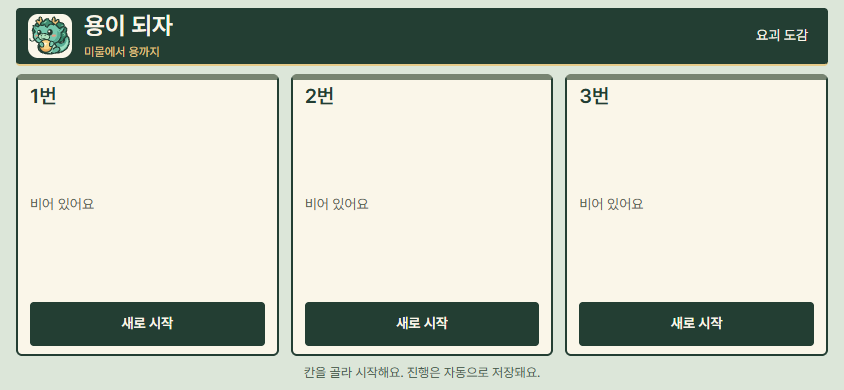 용이 되자
미물에서 용까지
요괴 도감
1번
비어 있어요
새로 시작
2번
비어 있어요
새로 시작
3번
비어 있어요
새로 시작
칸을 골라 시작해요. 진행은 자동으로 저장돼요.